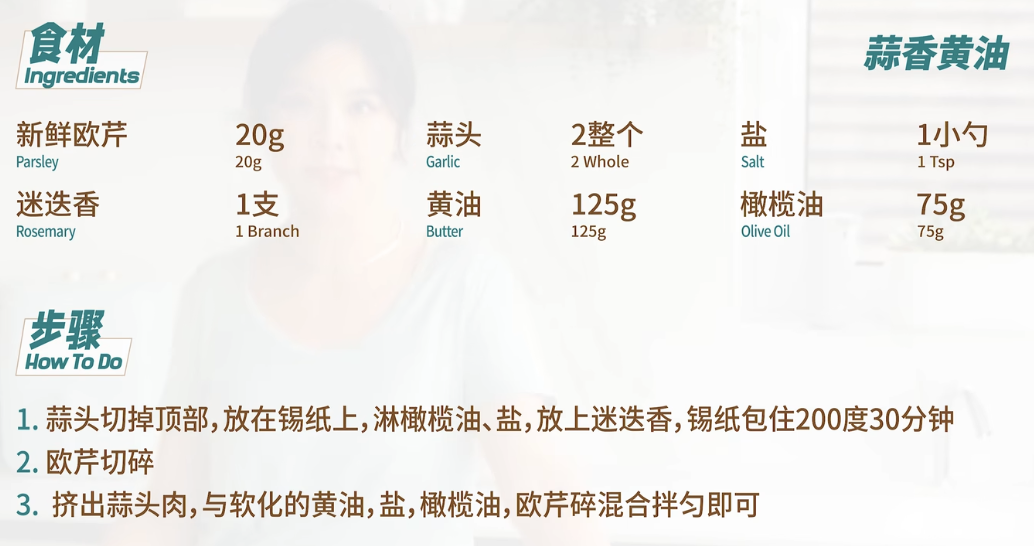 食材
Ingredients
蒜香黄油
新鲜欧芹 20g 蒜头 2整个 盐 1小勺
Parsley 20g Garlic 2 Whole Salt 1 Tsp
迷迭香 1支 黄油 125g 橄榄油 75g
Rosemary 1 Branch Butter 125g Olive Oil 75g
步骤
How To Do
1. 蒜头切掉顶部,放在锡纸上,淋橄榄油、盐,放上迷迭香,锡纸包住200度30分钟
2. 欧芹切碎
3. 挤出蒜头肉,与软化的黄油,盐,橄榄油,欧芹碎混合拌匀即可